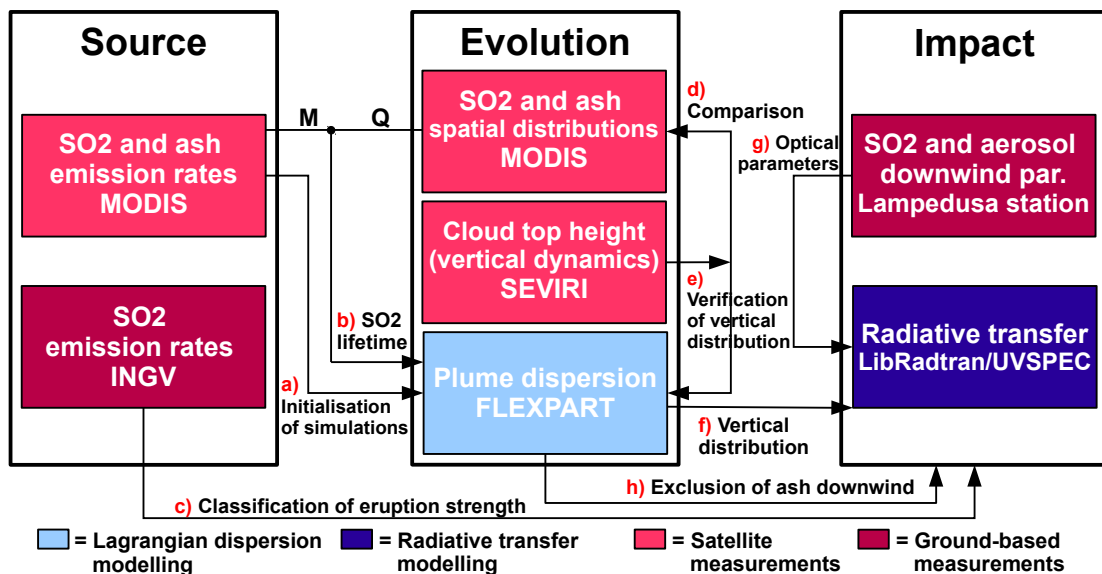 Source
SO2 and ash
emission rates
MODIS
SO2
emission rates
INGV
M
Q
b) SO2
lifetime
a)
Initialisation
of simulations
c) Classification of eruption strength
Evolution
SO2 and ash
spatial distributions
MODIS
Cloud top height
(vertical dynamics)
SEVIRI
Plume dispersion
FLEXPART
d)
Comparison
g) Optical
parameters
e)
Verification
of vertical
distribution
f) Vertical
distribution
h) Exclusion of ash downwind
Impact
SO2 and aerosol
downwind par.
Lampedusa station
Radiative transfer
LibRadtran/UVSPEC
= Lagrangian dispersion
modelling
= Radiative transfer
modelling
= Satellite
measurements
= Ground-based
measurements